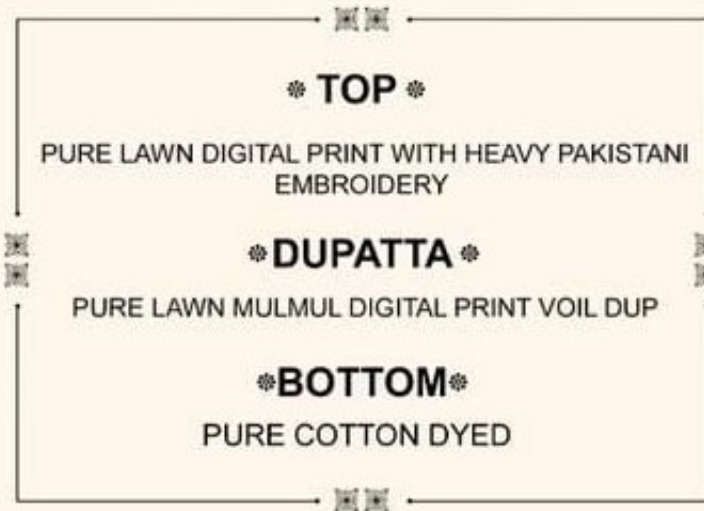 TOP
PURE LAWN DIGITAL PRINT WITH HEAVY PAKISTANI
EMBROIDERY
DUPATTA
PURE LAWN MULMUL DIGITAL PRINT VOIL DUP
BOTTOM
PURE COTTON DYED